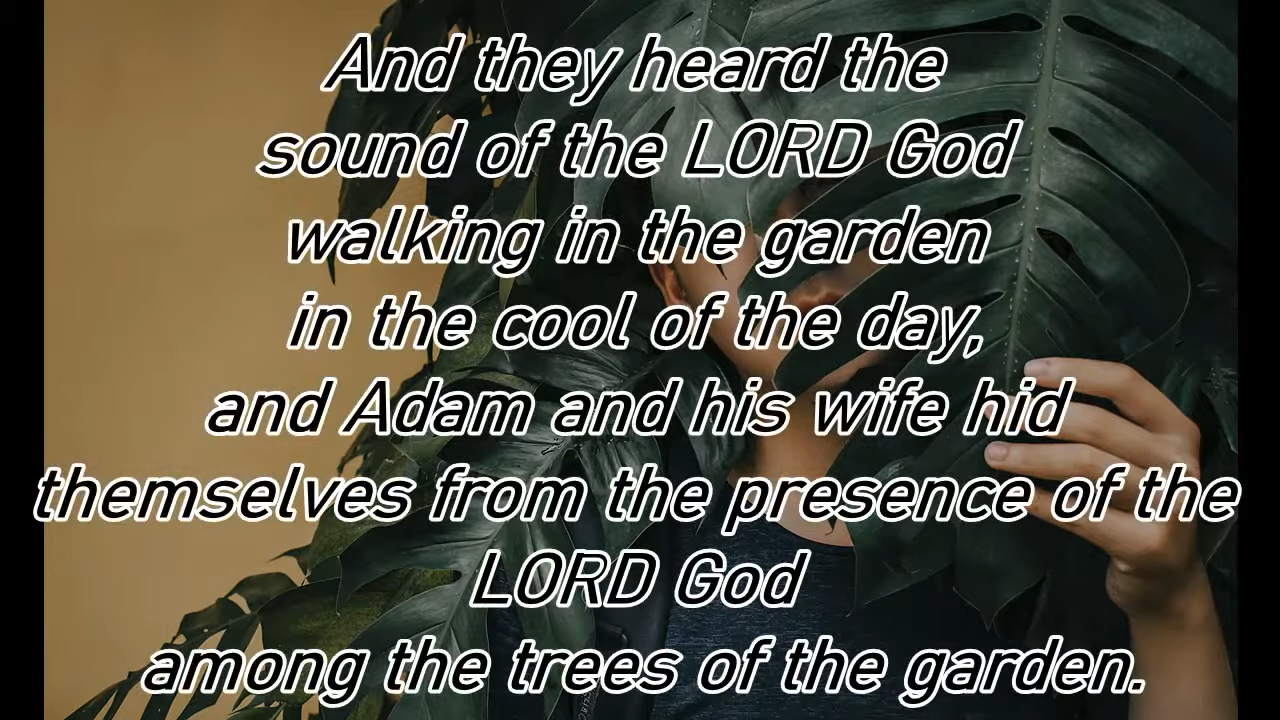 And they heard the
sound of the LORD God
walking in the garden
in the cool of the day,
and Adam and his wife hid
themselves from the presence of the
LORD God
among the trees of the garden.